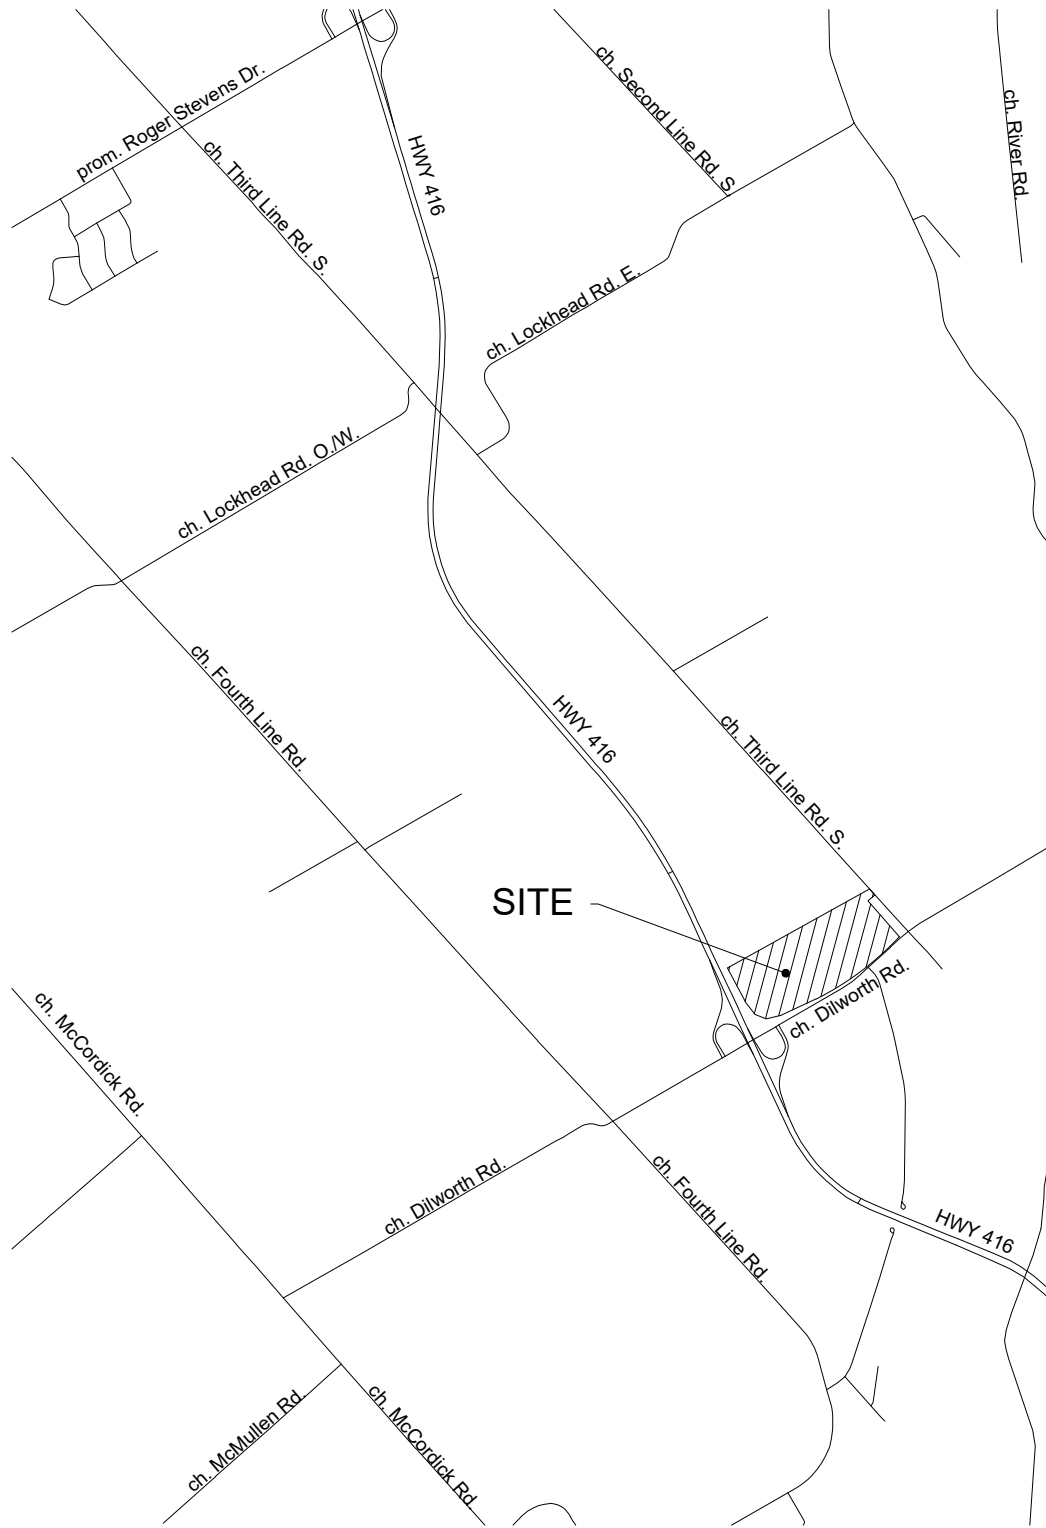 prom. Roger Stevens Dr.
ch. Second Line Rd. S
ch. River Rd.
HWY 416
ch. Third Line Rd. S.
ch. Lockhead Rd. E.
ch. Lockhead Rd. O./W.
ch. Fourth Line Rd.
HWY 416
ch. Third Line Rd. S.
SITE
ch. Dilworth Rd.
ch. McCordick Rd.
ch. Dilworth Rd.
ch. Fourth Line Rd.
HWY 416
ch. McMullen Rd.
ch. McCordick Rd.